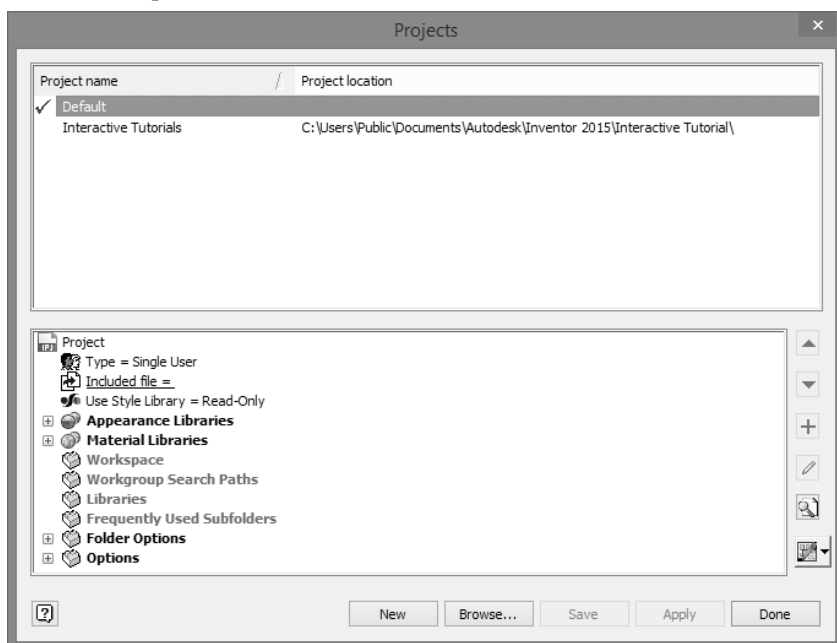 Projects
Project name / Project location
Default
Interactive Tutorials C:\Users\Public\Documents\Autodesk\Inventor 2015\Interactive Tutorial\
Project
Type = Single User
Included file =
Use Style Library = Read-Only
Appearance Libraries
Material Libraries
Workspace
Workgroup Search Paths
Libraries
Frequently Used Subfolders
Folder Options
Options
New Browse... Save Apply Done